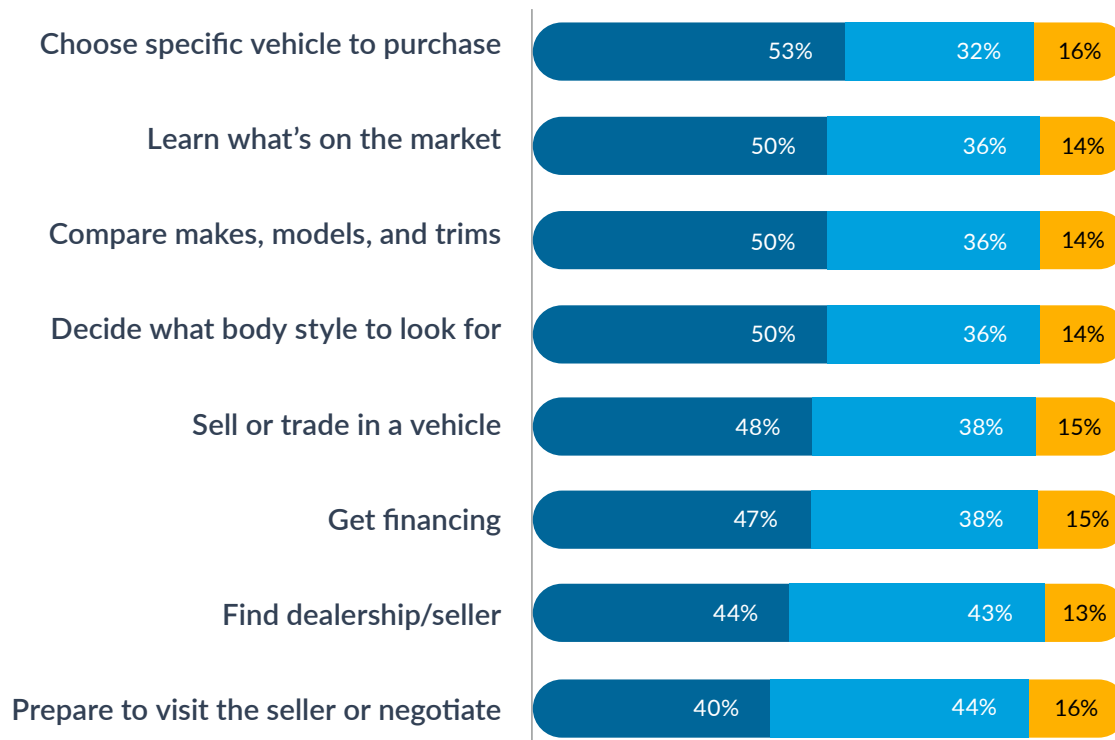 Choose specific vehicle to purchase 53% 32% 16%
Learn what’s on the market 50% 36% 14%
Compare makes, models, and trims 50% 36% 14%
Decide what body style to look for 50% 36% 14%
Sell or trade in a vehicle 48% 38% 15%
Get financing 47% 38% 15%
Find dealership/seller 44% 43% 13%
Prepare to visit the seller or negotiate 40% 44% 16%